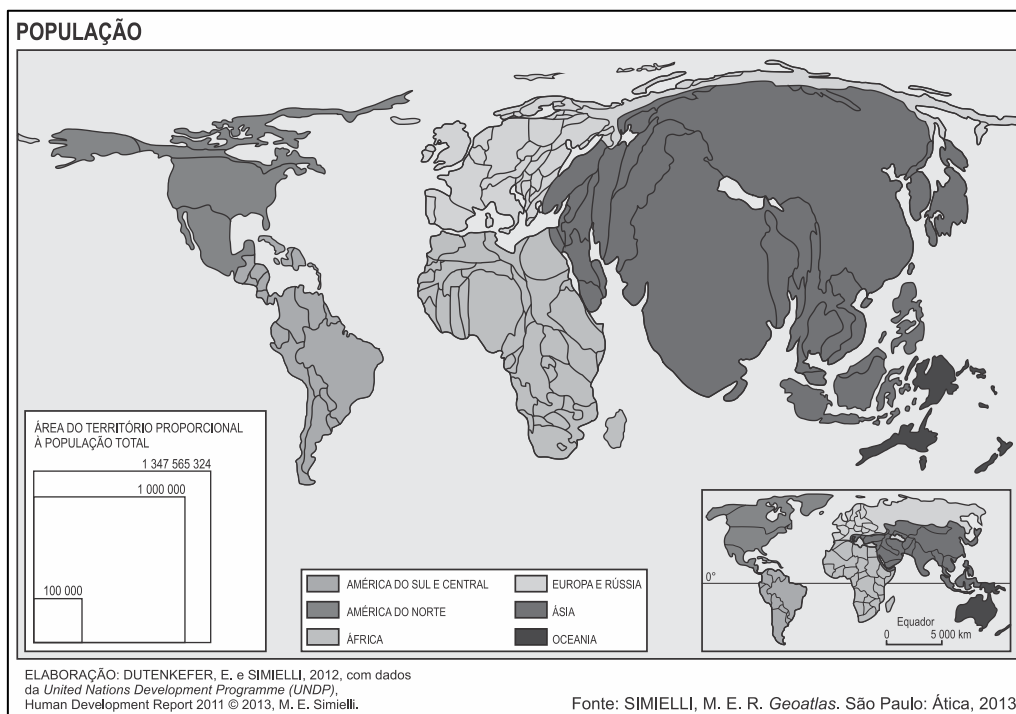 POPULAÇÃO
ÁREA DO TERRITÓRIO PROPORCIONAL
À POPULAÇÃO TOTAL
1 347 565 324
1 000 000
100 000
AMÉRICA DO SUL E CENTRAL
AMÉRICA DO NORTE
ÁFRICA
EUROPA E RÚSSIA
ÁSIA
OCEANIA
0°
Equador
0 5 000 km
ELABORAÇÃO: DUTENKEFER, E. e SIMIELLI, 2012, com dados
da United Nations Development Programme (UNDP),
Human Development Report 2011 © 2013, M. E. Simielli.
Fonte: SIMIELLI, M. E. R. Geoatlas. São Paulo: Ática, 2013